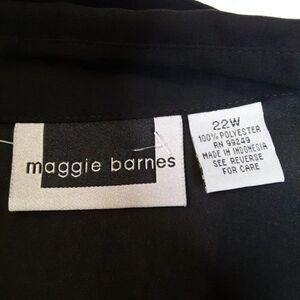 maggie barnes
22W
100% POLYESTER
RN 99249
MADE IN INDONESIA
SEE REVERSE
FOR CARE